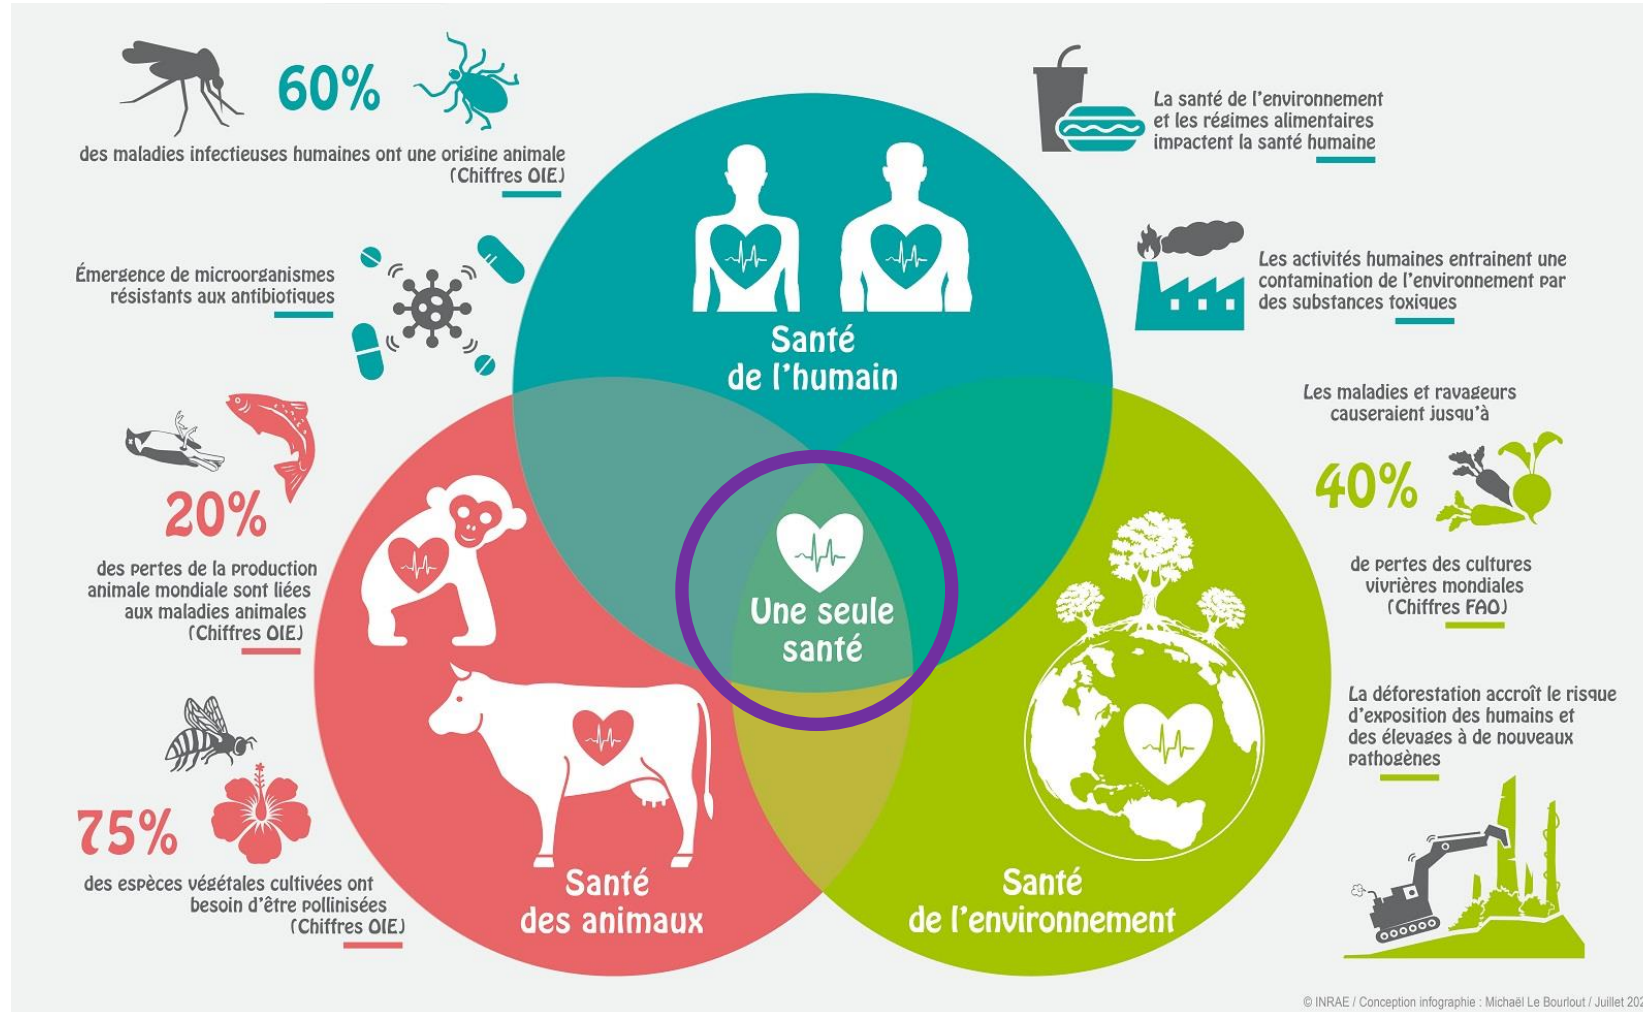 60%
des maladies infectieuses humaines ont une origine animale
(Chiffres OIE)
Émergence de microorganismes
résistants aux antibiotiques
20%
des pertes de la production
animale mondiale sont liées
aux maladies animales
(Chiffres OIE)
75%
des espèces végétales cultivées ont
besoin d'être pollinisées
(Chiffres OIE)
Santé
de l'humain
Une seule
santé
Santé
des animaux
Santé
de l'environnement
La santé de l'environnement
et les régimes alimentaires
impactent la santé humaine
Les activités humaines entrainent une
contamination de l'environnement par
des substances toxiques
Les maladies et ravageurs
causeraient jusqu'à
40%
de pertes des cultures
vivrières mondiales
(Chiffres FAO)
La déforestation accroît le risque
d'exposition des humains et
des élevages à de nouveaux
pathogènes
© INRAE / Conception infographie : Michaël Le Bourlout / Juillet